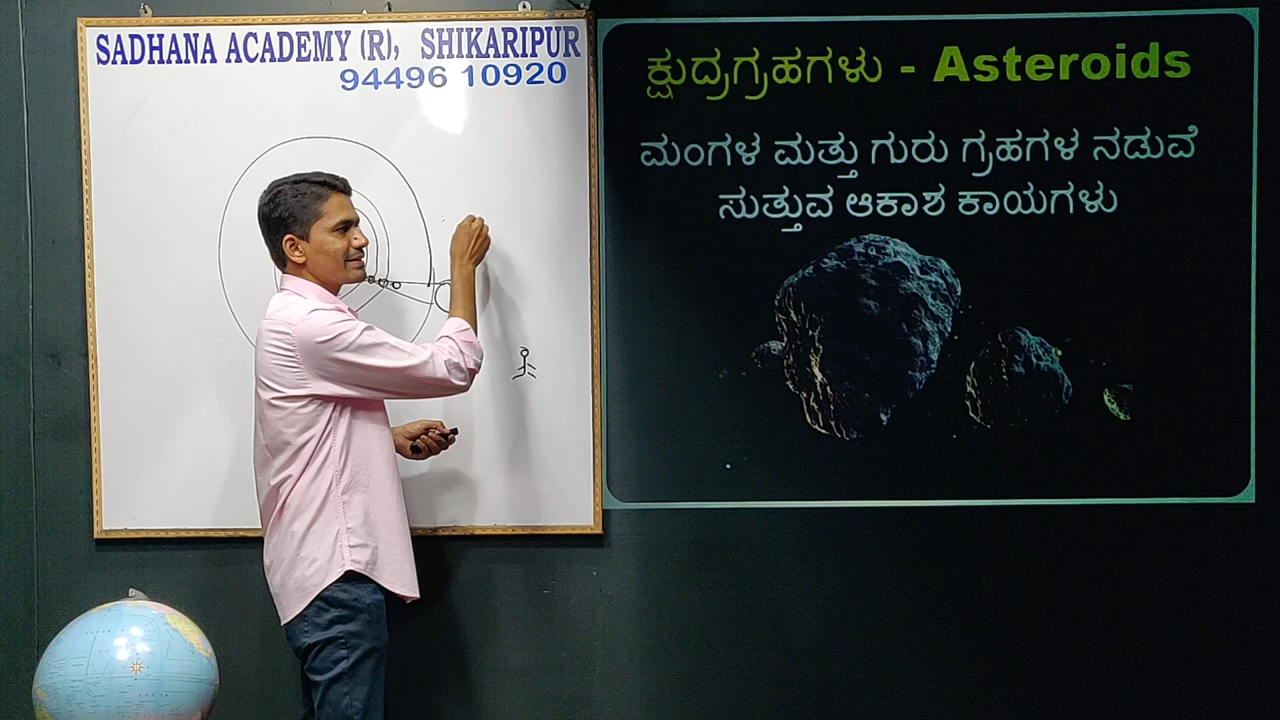 SADHANA ACADEMY (R), SHIKARIPUR
94496 10920
ಕ್ಷುದ್ರಗ್ರಹಗಳು - Asteroids
ಮಂಗಳ ಮತ್ತು ಗುರು ಗ್ರಹಗಳ ನಡುವೆ
ಸುತ್ತುವ ಆಕಾಶ ಕಾಯಗಳು